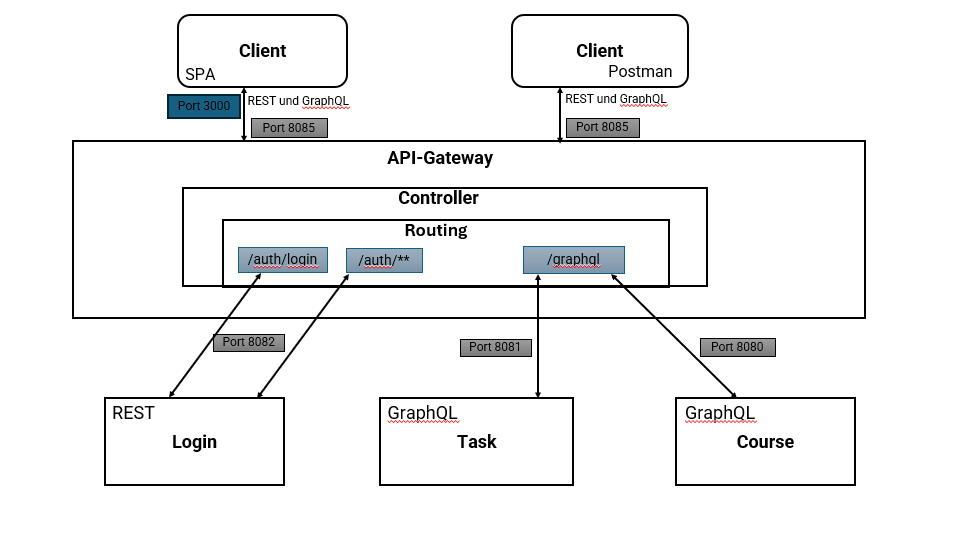 Client
SPA
Client
Postman
Port 3000
REST und GraphQL
Port 8085
REST und GraphQL
Port 8085
API-Gateway
Controller
Routing
/auth/login
/auth/**
/graphql
Port 8082
Port 8081
Port 8080
REST
Login
GraphQL
Task
GraphQL
Course